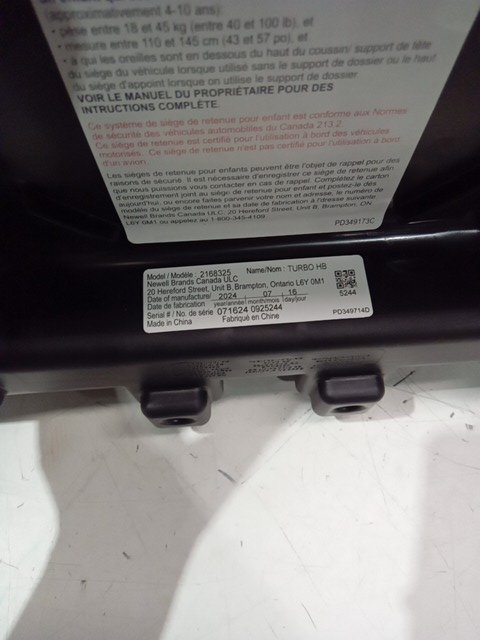 approximativement 4-10 ans):
• pèse entre 18 et 45 kg (entre 40 et 100 lb), et
• mesure entre 110 et 145 cm (43 et 57 po), et
• à qui les oreilles sont en dessous du haut du coussin/ support de tête
du siège du véhicule lorsque utilisé sans le support de dossier ou le haut
du siège d'appoint lorsque on utilise le support de dossier.
VOIR LE MANUEL DU PROPRIÉTAIRE POUR DES
INTRUCTIONS COMPLÈTE.
Ce système de siège de retenue pour enfant est conforme aux Normes
de sécurité des véhicules automobiles du Canada 213.2.
Ce siège de retenue est certifié pour l'utilisation à bord des véhicules
motorisés. Ce siège de retenue n'est pas certifié pour l'utilisation à bord
d'un avion.
Les sièges de retenue pour enfants peuvent être l'objet de rappel pour des
raisons de sécurité. Il est nécessaire d'enregistrer ce siège de retenue afin
que nous puissions vous contacter en cas de rappel. Complétez le carton
d'enregistrement joint au siège de retenue pour enfant et postez-le dès
aujourd'hui, ou encore faites parvenir votre nom et adresse, le numéro de
modèle du siège de retenue et sa date de fabrication à l'adresse suivante
Newell Brands Canada ULC, 20 Hereford Street, Unit B, Brampton, ON,
L6Y 0M1 ou appelez au 1-800-345-4109.
PD349173C
Model / Modèle: 2168325 Name/Nom: TURBO HB
Newell Brands Canada ULC
20 Hereford Street, Unit B, Brampton, Ontario L6Y 0M1
Date of manufacture/ 2024 07 16
Date de fabrication year/année month/mois day/jour
5244
Serial # / No. de série 071624 0925244
Made in China Fabriqué en Chine
PD349714D